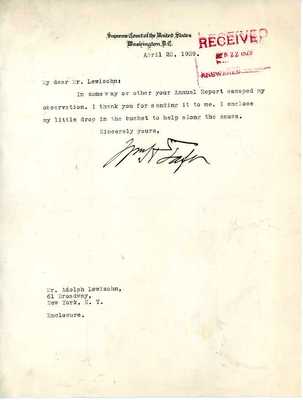 Supreme Court of the United States
Washington, D.C.
RECEIVED
ANSWERED
April 20, 1929.
My dear Mr. Lewisohn:
In some way or other your Annual Report escaped my
observation. I thank you for sending it to me. I enclose
my little drop in the bucket to help along the cause.
Sincerely yours,
Wm H Taft
Mr. Adolph Lewisohn,
61 Broadway,
New York, N. Y.
Enclosure.